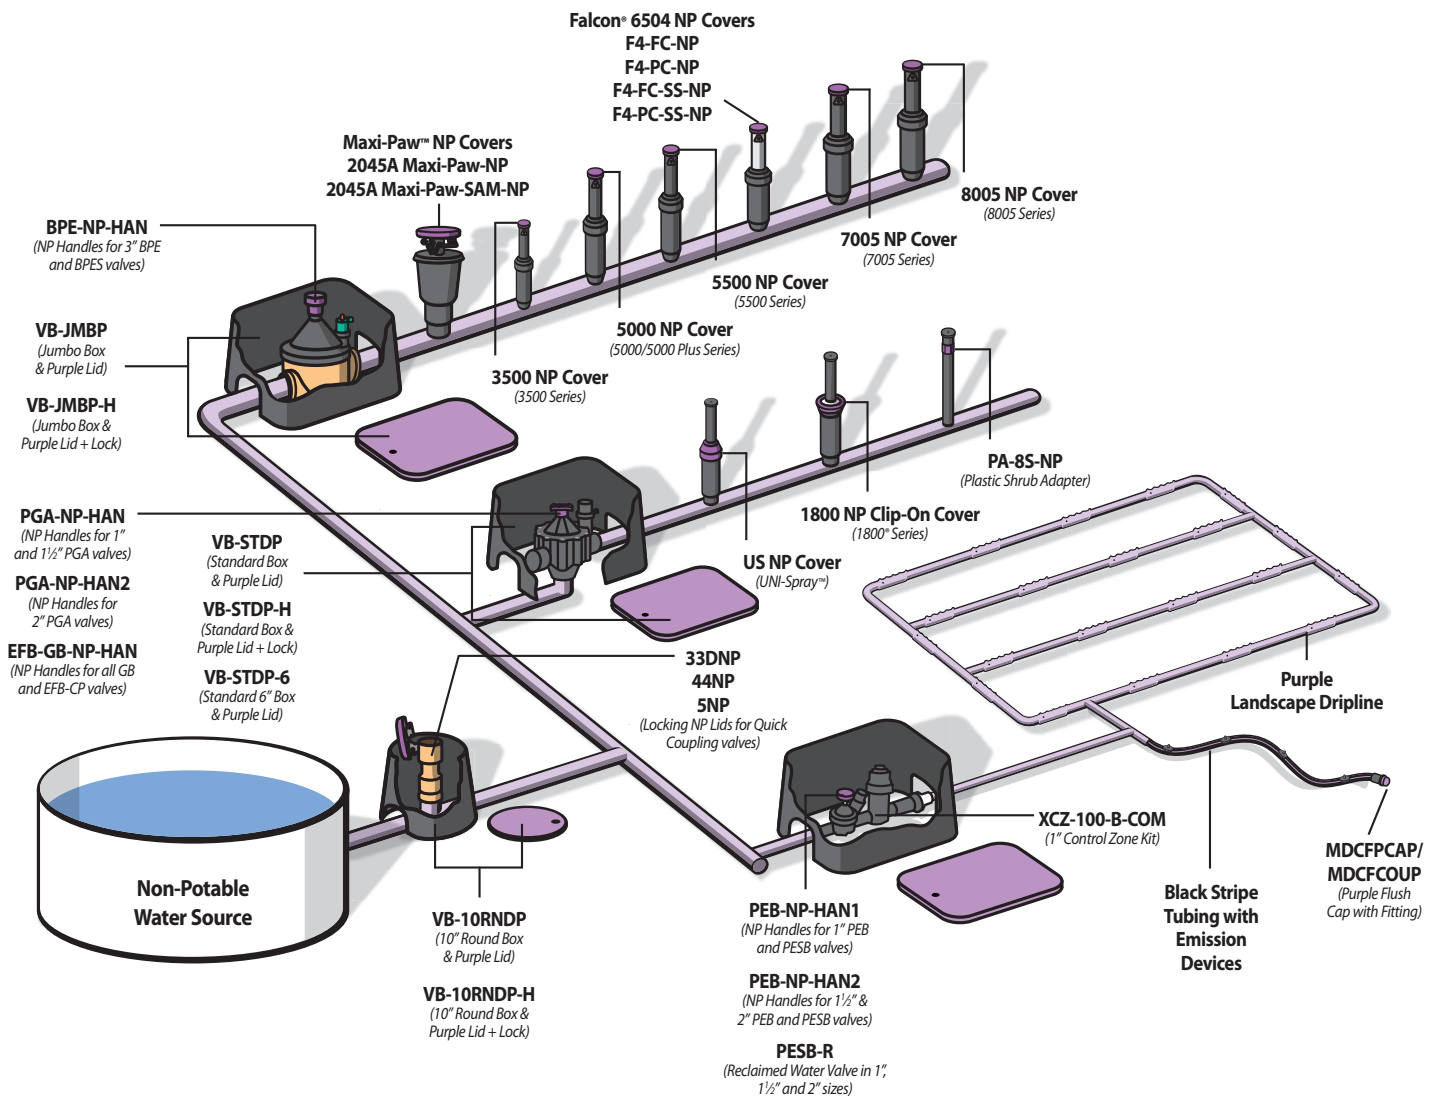 Falcon® 6504 NP Covers
F4-FC-NP
F4-PC-NP
F4-FC-SS-NP
F4-PC-SS-NP
Maxi-Paw™ NP Covers
2045A Maxi-Paw-NP
2045A Maxi-Paw-SAM-NP
8005 NP Cover
(8005 Series)
7005 NP Cover
(7005 Series)
5500 NP Cover
(5500 Series)
5000 NP Cover
(5000/5000 Plus Series)
3500 NP Cover
(3500 Series)
BPE-NP-HAN
(NP Handles for 3" BPE
and BPES valves)
VB-JMBP
(Jumbo Box
& Purple Lid)
VB-JMBP-H
(Jumbo Box &
Purple Lid + Lock)
PA-8S-NP
(Plastic Shrub Adapter)
1800 NP Clip-On Cover
(1800® Series)
US NP Cover
(UNI-Spray™)
PGA-NP-HAN
(NP Handles for 1"
and 1½" PGA valves)
PGA-NP-HAN2
(NP Handles for
2" PGA valves)
EFB-GB-NP-HAN
(NP Handles for all GB
and EFB-CP valves)
VB-STDP
(Standard Box
& Purple Lid)
VB-STDP-H
(Standard Box &
Purple Lid + Lock)
VB-STDP-6
(Standard 6" Box
& Purple Lid)
33DNP
44NP
5NP
(Locking NP Lids for Quick
Coupling valves)
Purple
Landscape Dripline
Non-Potable
Water Source
VB-10RNDP
(10" Round Box
& Purple Lid)
VB-10RNDP-H
(10" Round Box &
Purple Lid + Lock)
XCZ-100-B-COM
(1" Control Zone Kit)
PEB-NP-HAN1
(NP Handles for 1" PEB
and PESB valves)
PEB-NP-HAN2
(NP Handles for 1½" &
2" PEB and PESB valves)
PESB-R
(Reclaimed Water Valve in 1",
1½" and 2" sizes)
Black Stripe
Tubing with
Emission
Devices
MDCFPCAP/
MDCFCOUP
(Purple Flush
Cap with Fitting)